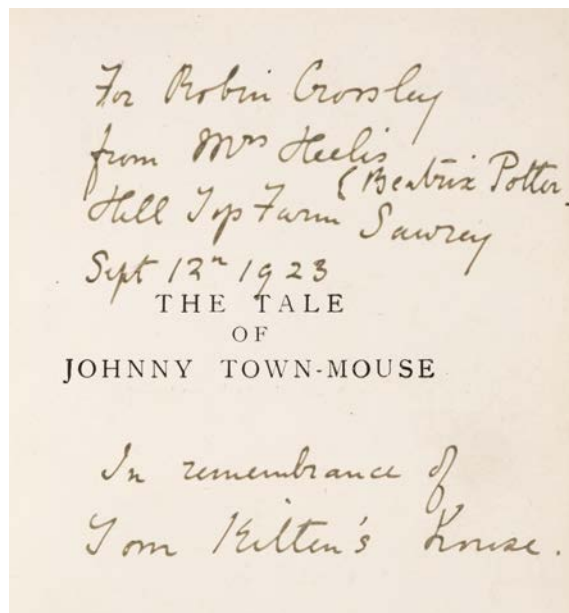 For Robin Crossley
from Mrs Heelis
(Beatrix Potter
Hill Top Farm Sawrey
Sept 12th 1923
THE TALE
OF
JOHNNY TOWN-MOUSE
In remembrance of
Tom Kitten's house.